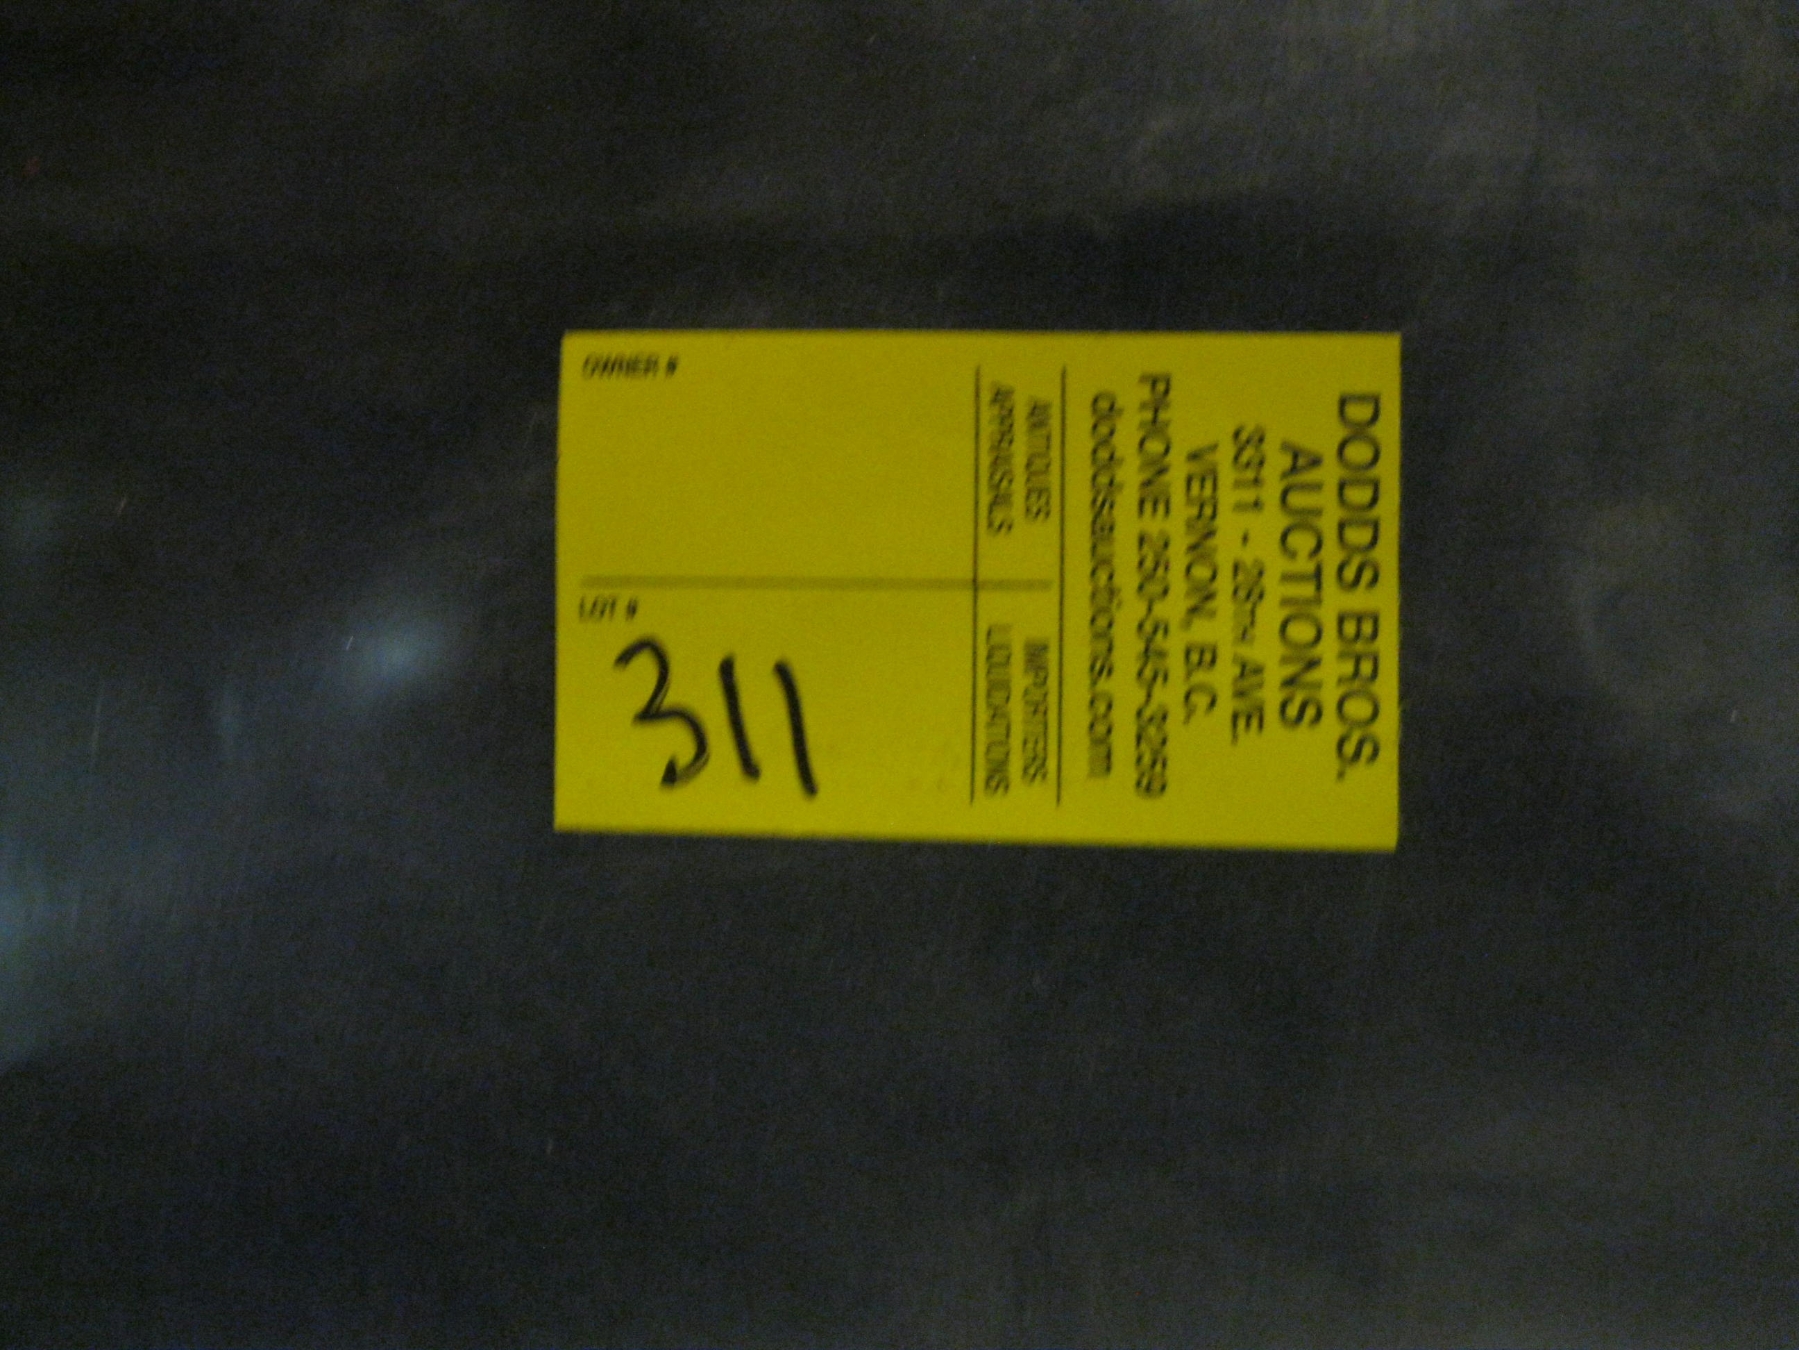 DODDS BROS.
AUCTIONS
3311 - 28TH AVE.
VERNON, B.C.
PHONE 250-545-3259
doddsauctions.com
ANTIQUES IMPORTERS
APPRAISALS LIQUIDATIONS
OWNER #
LOT #
311